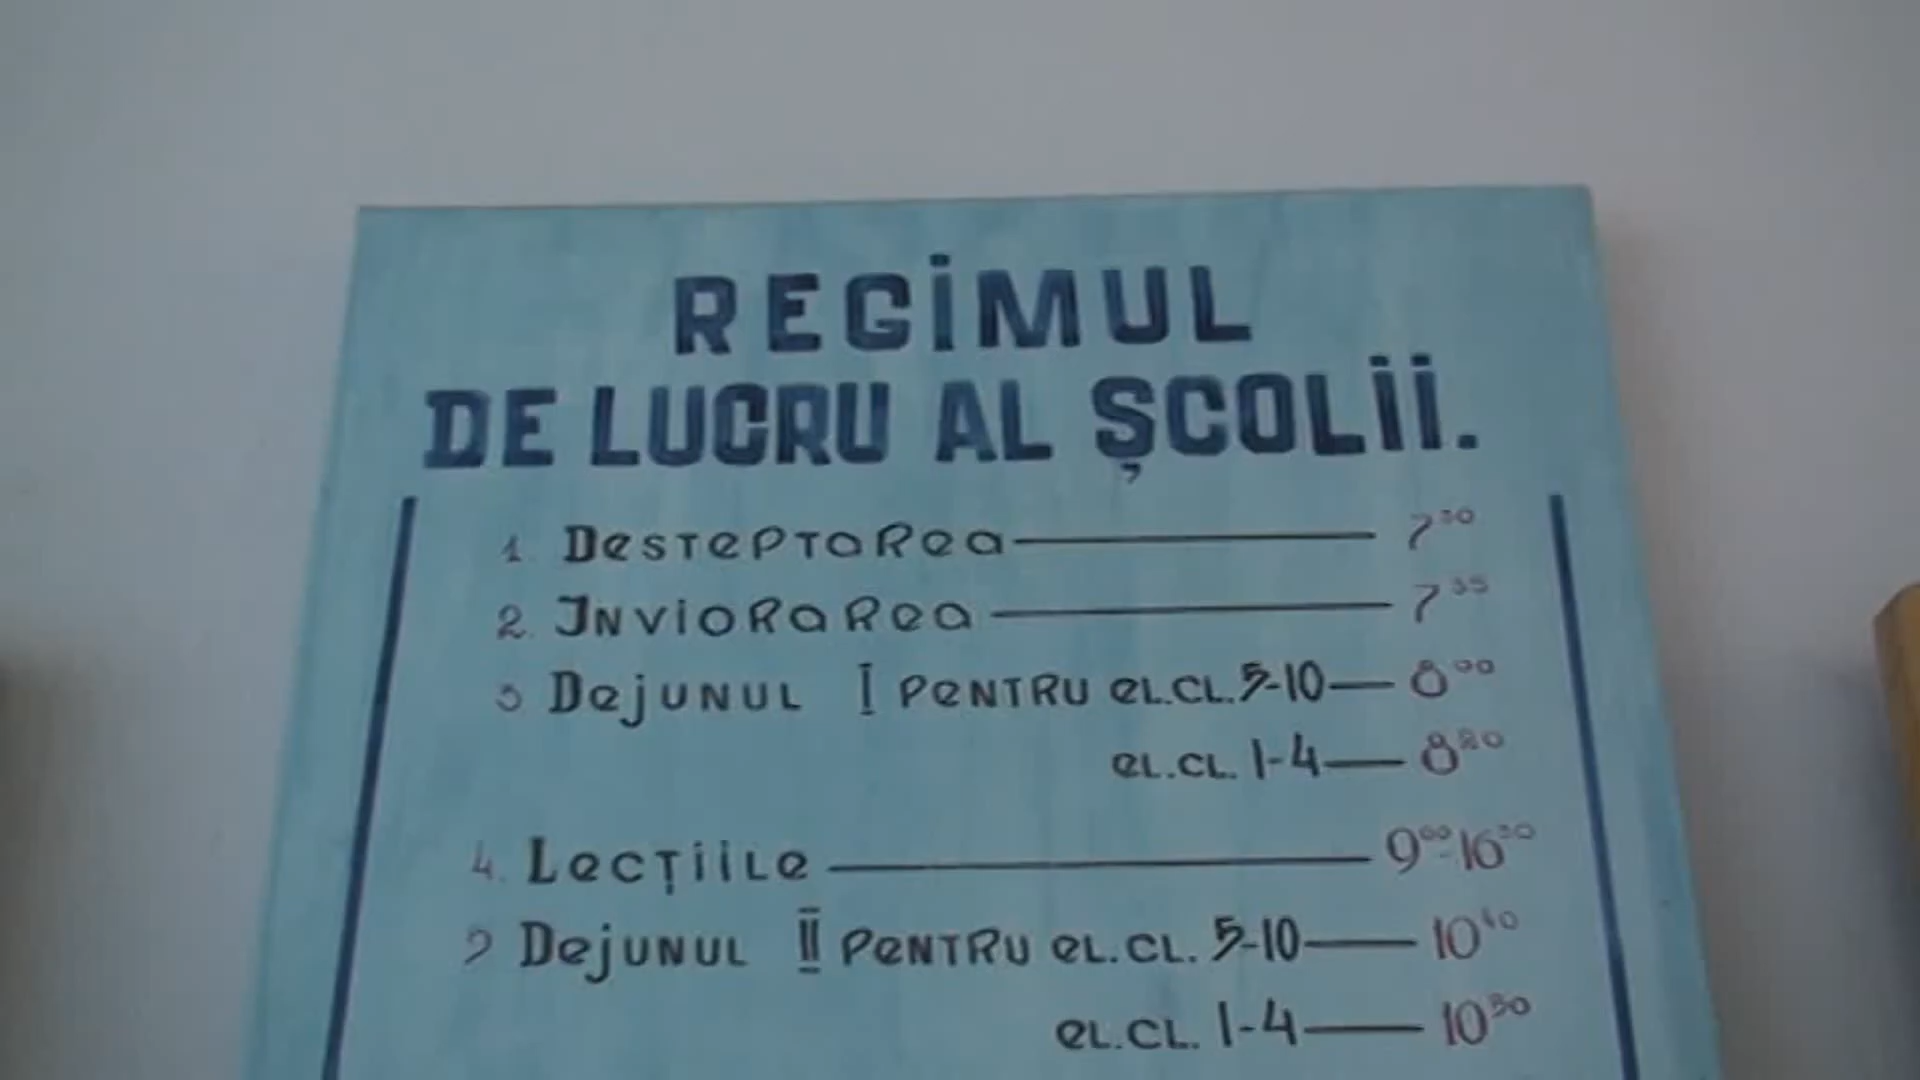 REGIMUL
DE LUCRU AL ȘCOLII.
1. Desteptarea 7³⁰
2. Inviorarea 7³⁵
3 Dejunul I pentru el.cl. 5-10 8⁰⁰
el.cl. 1-4 8²⁰
4. Lecțiile 9⁰⁰-16³⁰
Dejunul II pentru el.cl. 5-10 10⁴⁰
el.cl. 1-4 10⁵⁰